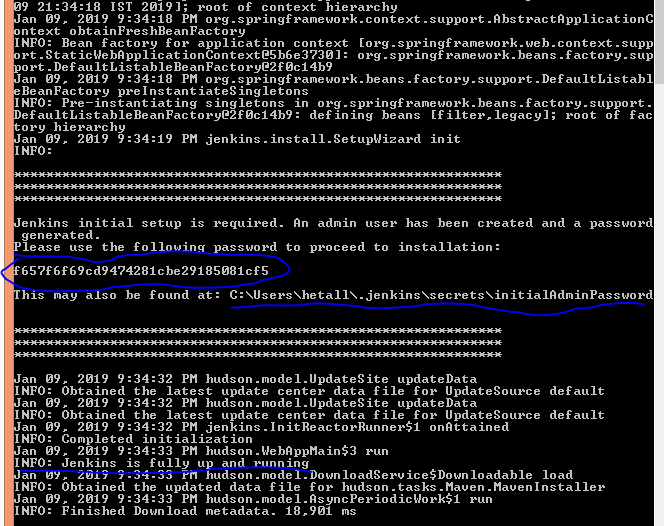 09 21:34:18 IST 2019]; root of context hierarchy
Jan 09, 2019 9:34:18 PM org.springframework.context.support.AbstractApplicationC
ontext obtainFreshBeanFactory
INFO: Bean factory for application context [org.springframework.web.context.supp
ort.StaticWebApplicationContext@5b6e3730]: org.springframework.beans.factory.sup
port.DefaultListableBeanFactory@2f0c14b9
Jan 09, 2019 9:34:18 PM org.springframework.beans.factory.support.DefaultListabl
eBeanFactory preInstantiateSingletons
INFO: Pre-instantiating singletons in org.springframework.beans.factory.support.
DefaultListableBeanFactory@2f0c14b9: defining beans [filter,legacy]; root of fac
tory hierarchy
Jan 09, 2019 9:34:19 PM jenkins.install.SetupWizard init
INFO:
*************************************************************
*************************************************************
*************************************************************
Jenkins initial setup is required. An admin user has been created and a password
generated.
Please use the following password to proceed to installation:
f657f6f69cd9474281cbe29185081cf5
This may also be found at: C:\Users\hetall\.jenkins\secrets\initialAdminPassword
*************************************************************
*************************************************************
*************************************************************
Jan 09, 2019 9:34:32 PM hudson.model.UpdateSite updateData
INFO: Obtained the latest update center data file for UpdateSource default
Jan 09, 2019 9:34:32 PM hudson.model.UpdateSite updateData
INFO: Obtained the latest update center data file for UpdateSource default
Jan 09, 2019 9:34:32 PM jenkins.InitReactorRunner$1 onAttained
INFO: Completed initialization
Jan 09, 2019 9:34:33 PM hudson.WebAppMain$3 run
INFO: Jenkins is fully up and running
Jan 09, 2019 9:34:33 PM hudson.model.DownloadService$Downloadable load
INFO: Obtained the updated data file for hudson.tasks.Maven.MavenInstaller
Jan 09, 2019 9:34:33 PM hudson.model.AsyncPeriodicWork$1 run
INFO: Finished Download metadata. 18,901 ms